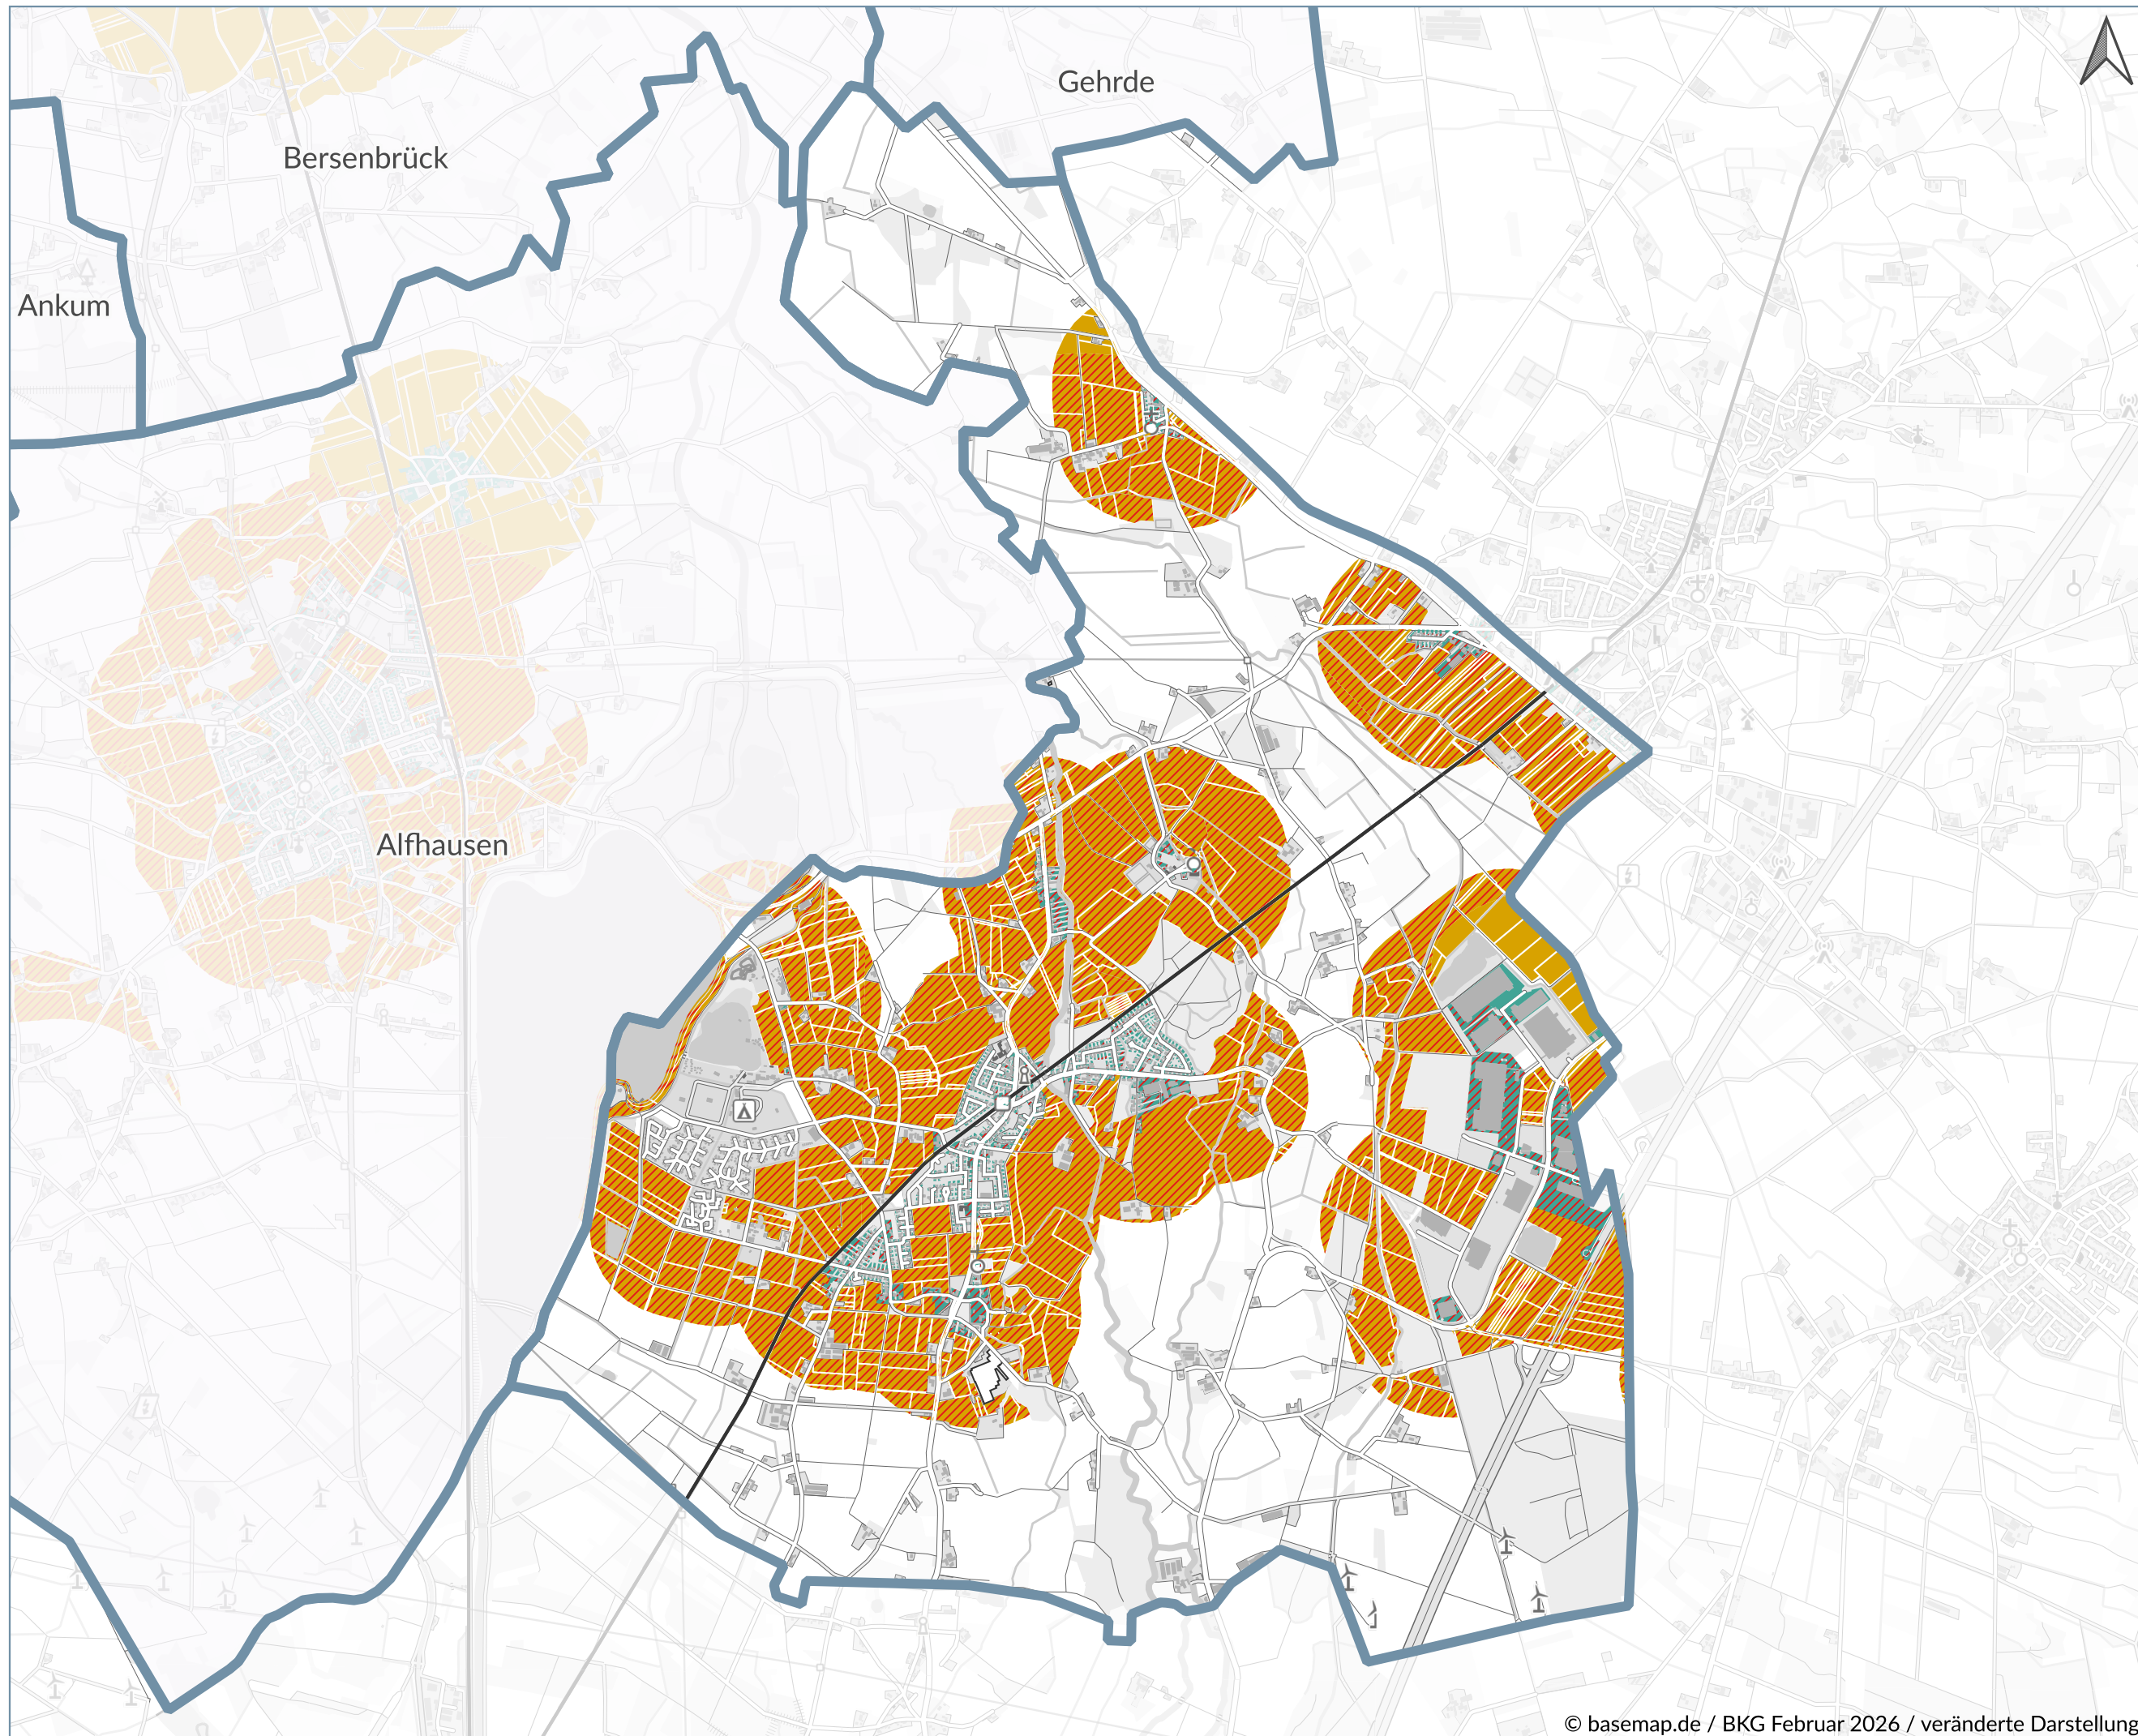 Gehrde
Bersenbrück
Ankum
Alfhausen
© basemap.de / BKG Februar 2026 / veränderte Darstellung